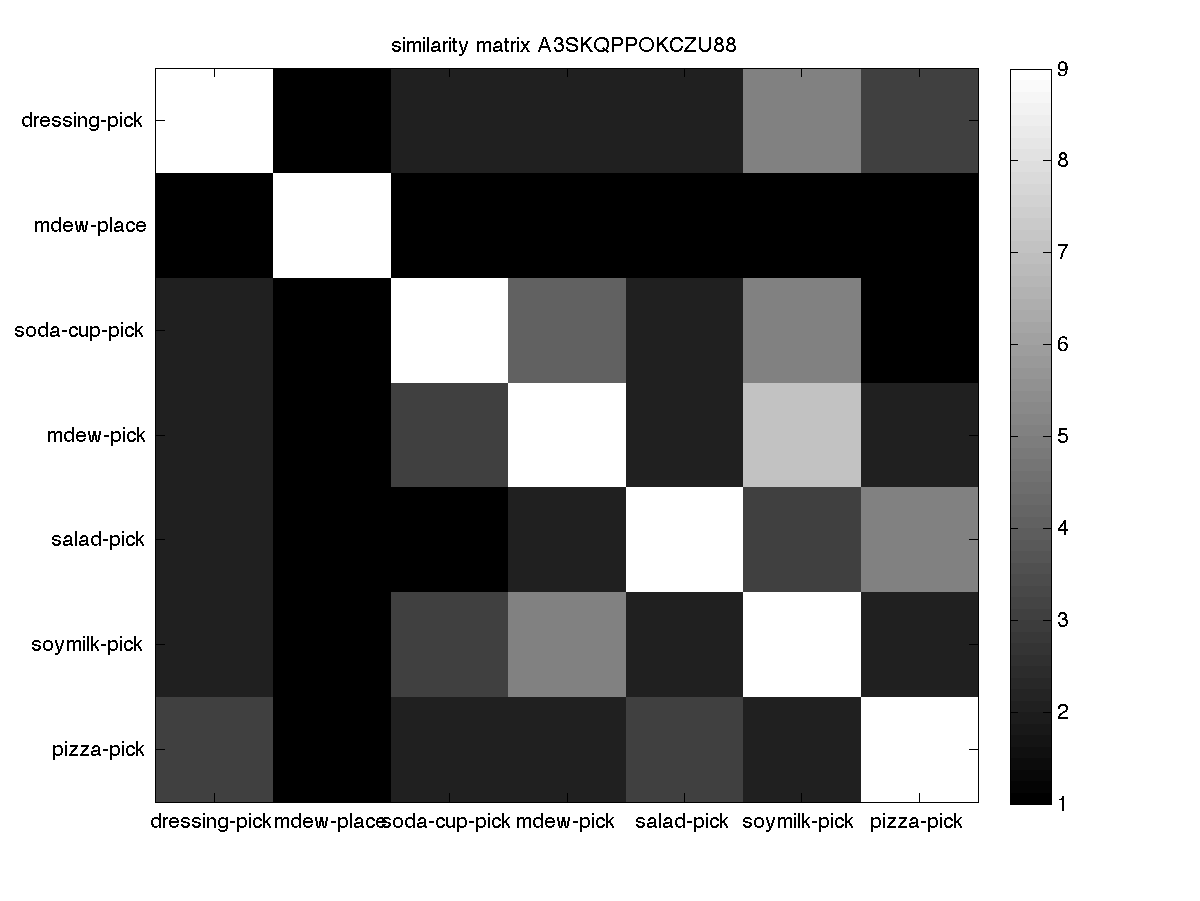 similarity matrix A3SKQPPOKCZU88
dressing-pick
mdew-place
soda-cup-pick
mdew-pick
salad-pick
soymilk-pick
pizza-pick
dressing-pick mdew-place soda-cup-pick mdew-pick salad-pick soymilk-pick pizza-pick
9
8
7
6
5
4
3
2
1